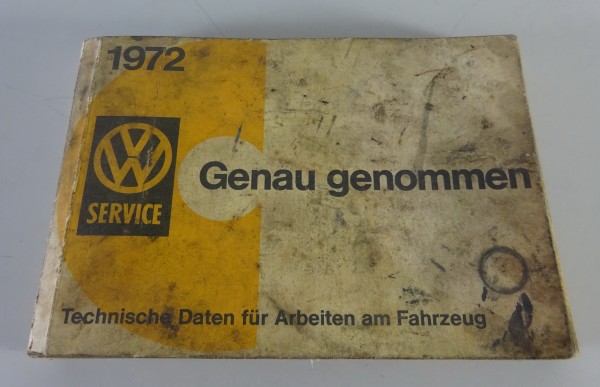 1972
VW
SERVICE
Genau genommen
Technische Daten für Arbeiten am Fahrzeug